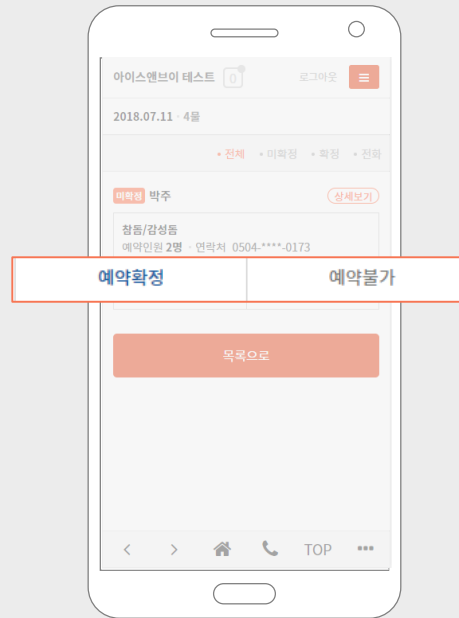 아이스앤브이 테스트 0 로그아웃
2018.07.11 · 4물
• 전체 • 미확정 • 확정 • 전화
미확정 박주 상세보기
참돔/감성돔
예약인원 2명 · 연락처 0504-****-0173
예약확정 예약불가
목록으로
TOP